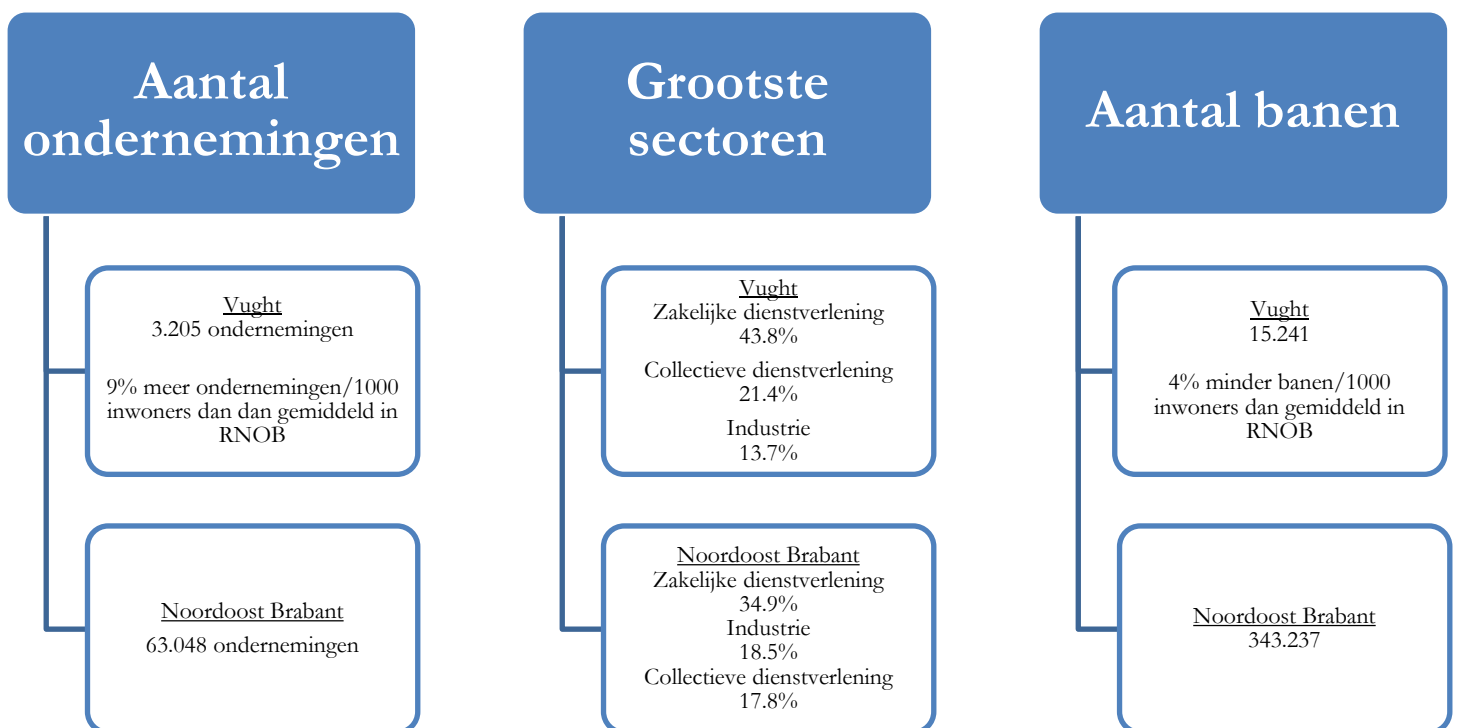 Aantal
ondernemingen
Vught
3.205 ondernemingen
9% meer ondernemingen/1000
inwoners dan dan gemiddeld in
RNOB
Noordoost Brabant
63.048 ondernemingen
Grootste
sectoren
Vught
Zakelijke dienstverlening
43.8%
Collectieve dienstverlening
21.4%
Industrie
13.7%
Noordoost Brabant
Zakelijke dienstverlening
34.9%
Industrie
18.5%
Collectieve dienstverlening
17.8%
Aantal banen
Vught
15.241
4% minder banen/1000
inwoners dan gemiddeld in
RNOB
Noordoost Brabant
343.237